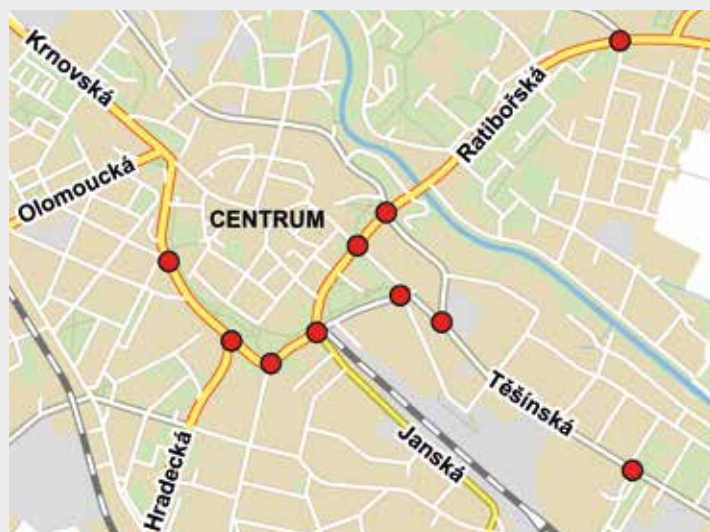 Krnovská
Ratibořská
Olomoucká
CENTRUM
Těšínská
Janská
Hradecká